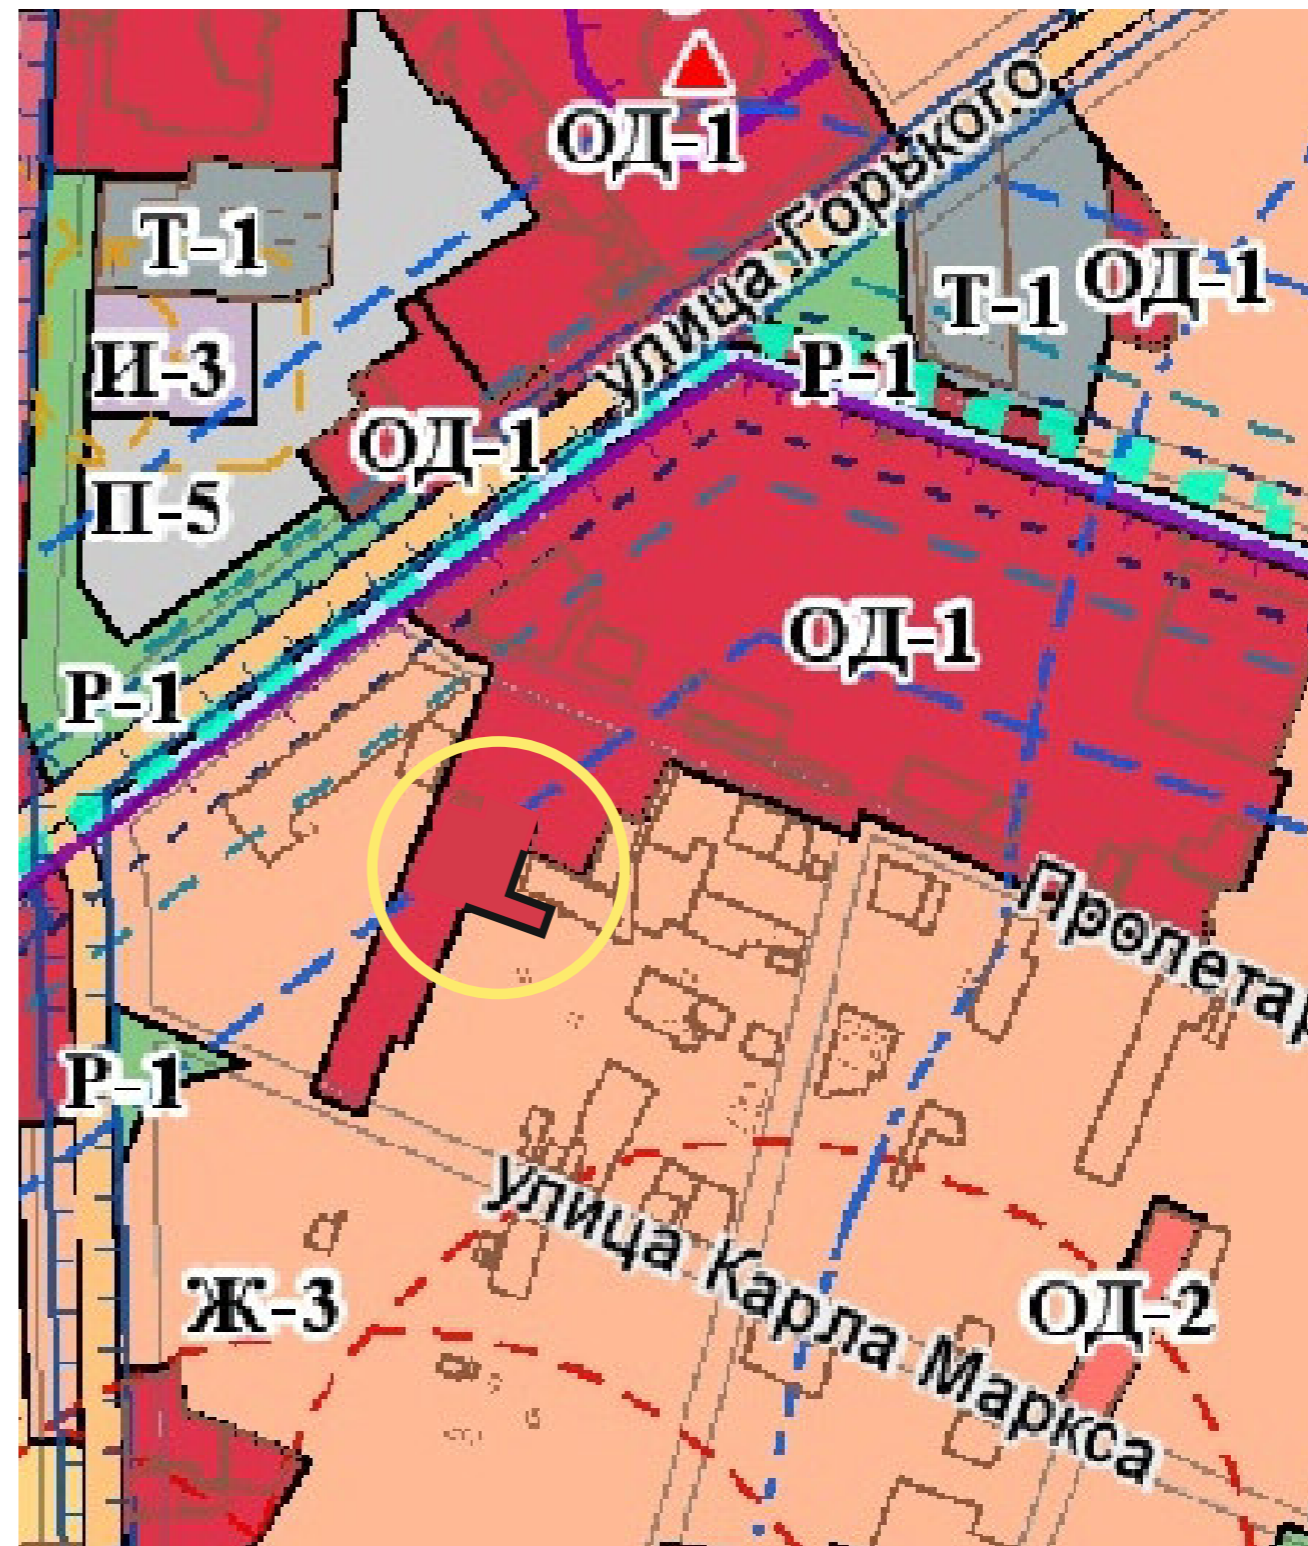 ОД-1
улица Горького
Т-1
Т-1
ОД-1
И-3
Р-1
ОД-1
П-5
ОД-1
Р-1
Пролетар
Р-1
улица Карла Маркса
Ж-3
ОД-2